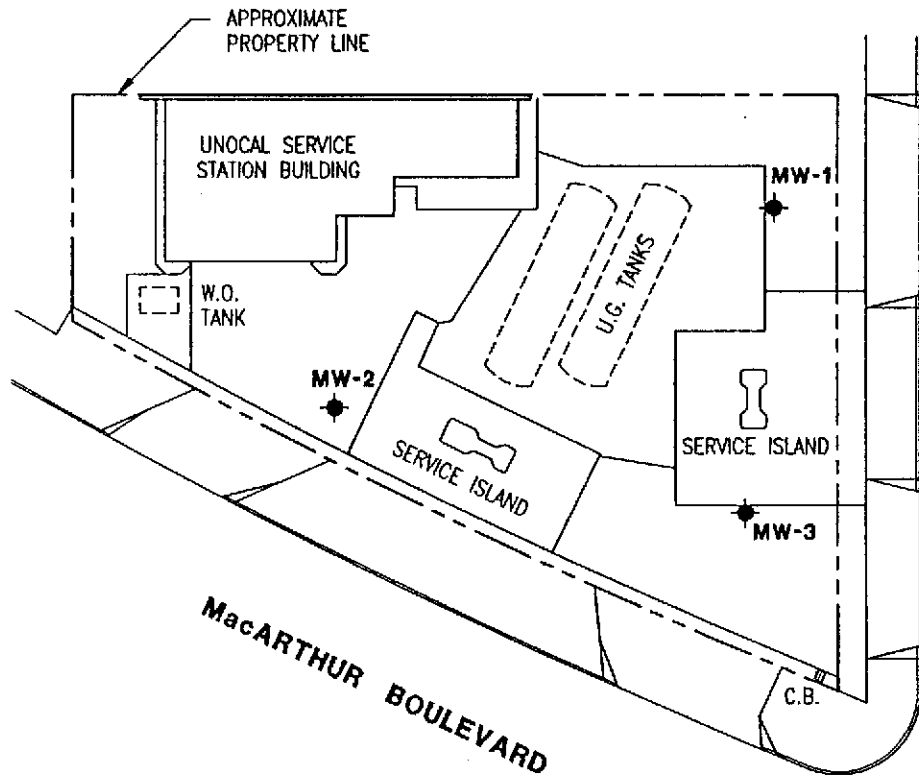 APPROXIMATE
PROPERTY LINE
UNOCAL SERVICE
STATION BUILDING
MW-1
U.G. TANKS
W.O.
TANK
MW-2
SERVICE ISLAND
SERVICE ISLAND
MW-3
C.B.
MacARTHUR BOULEVARD